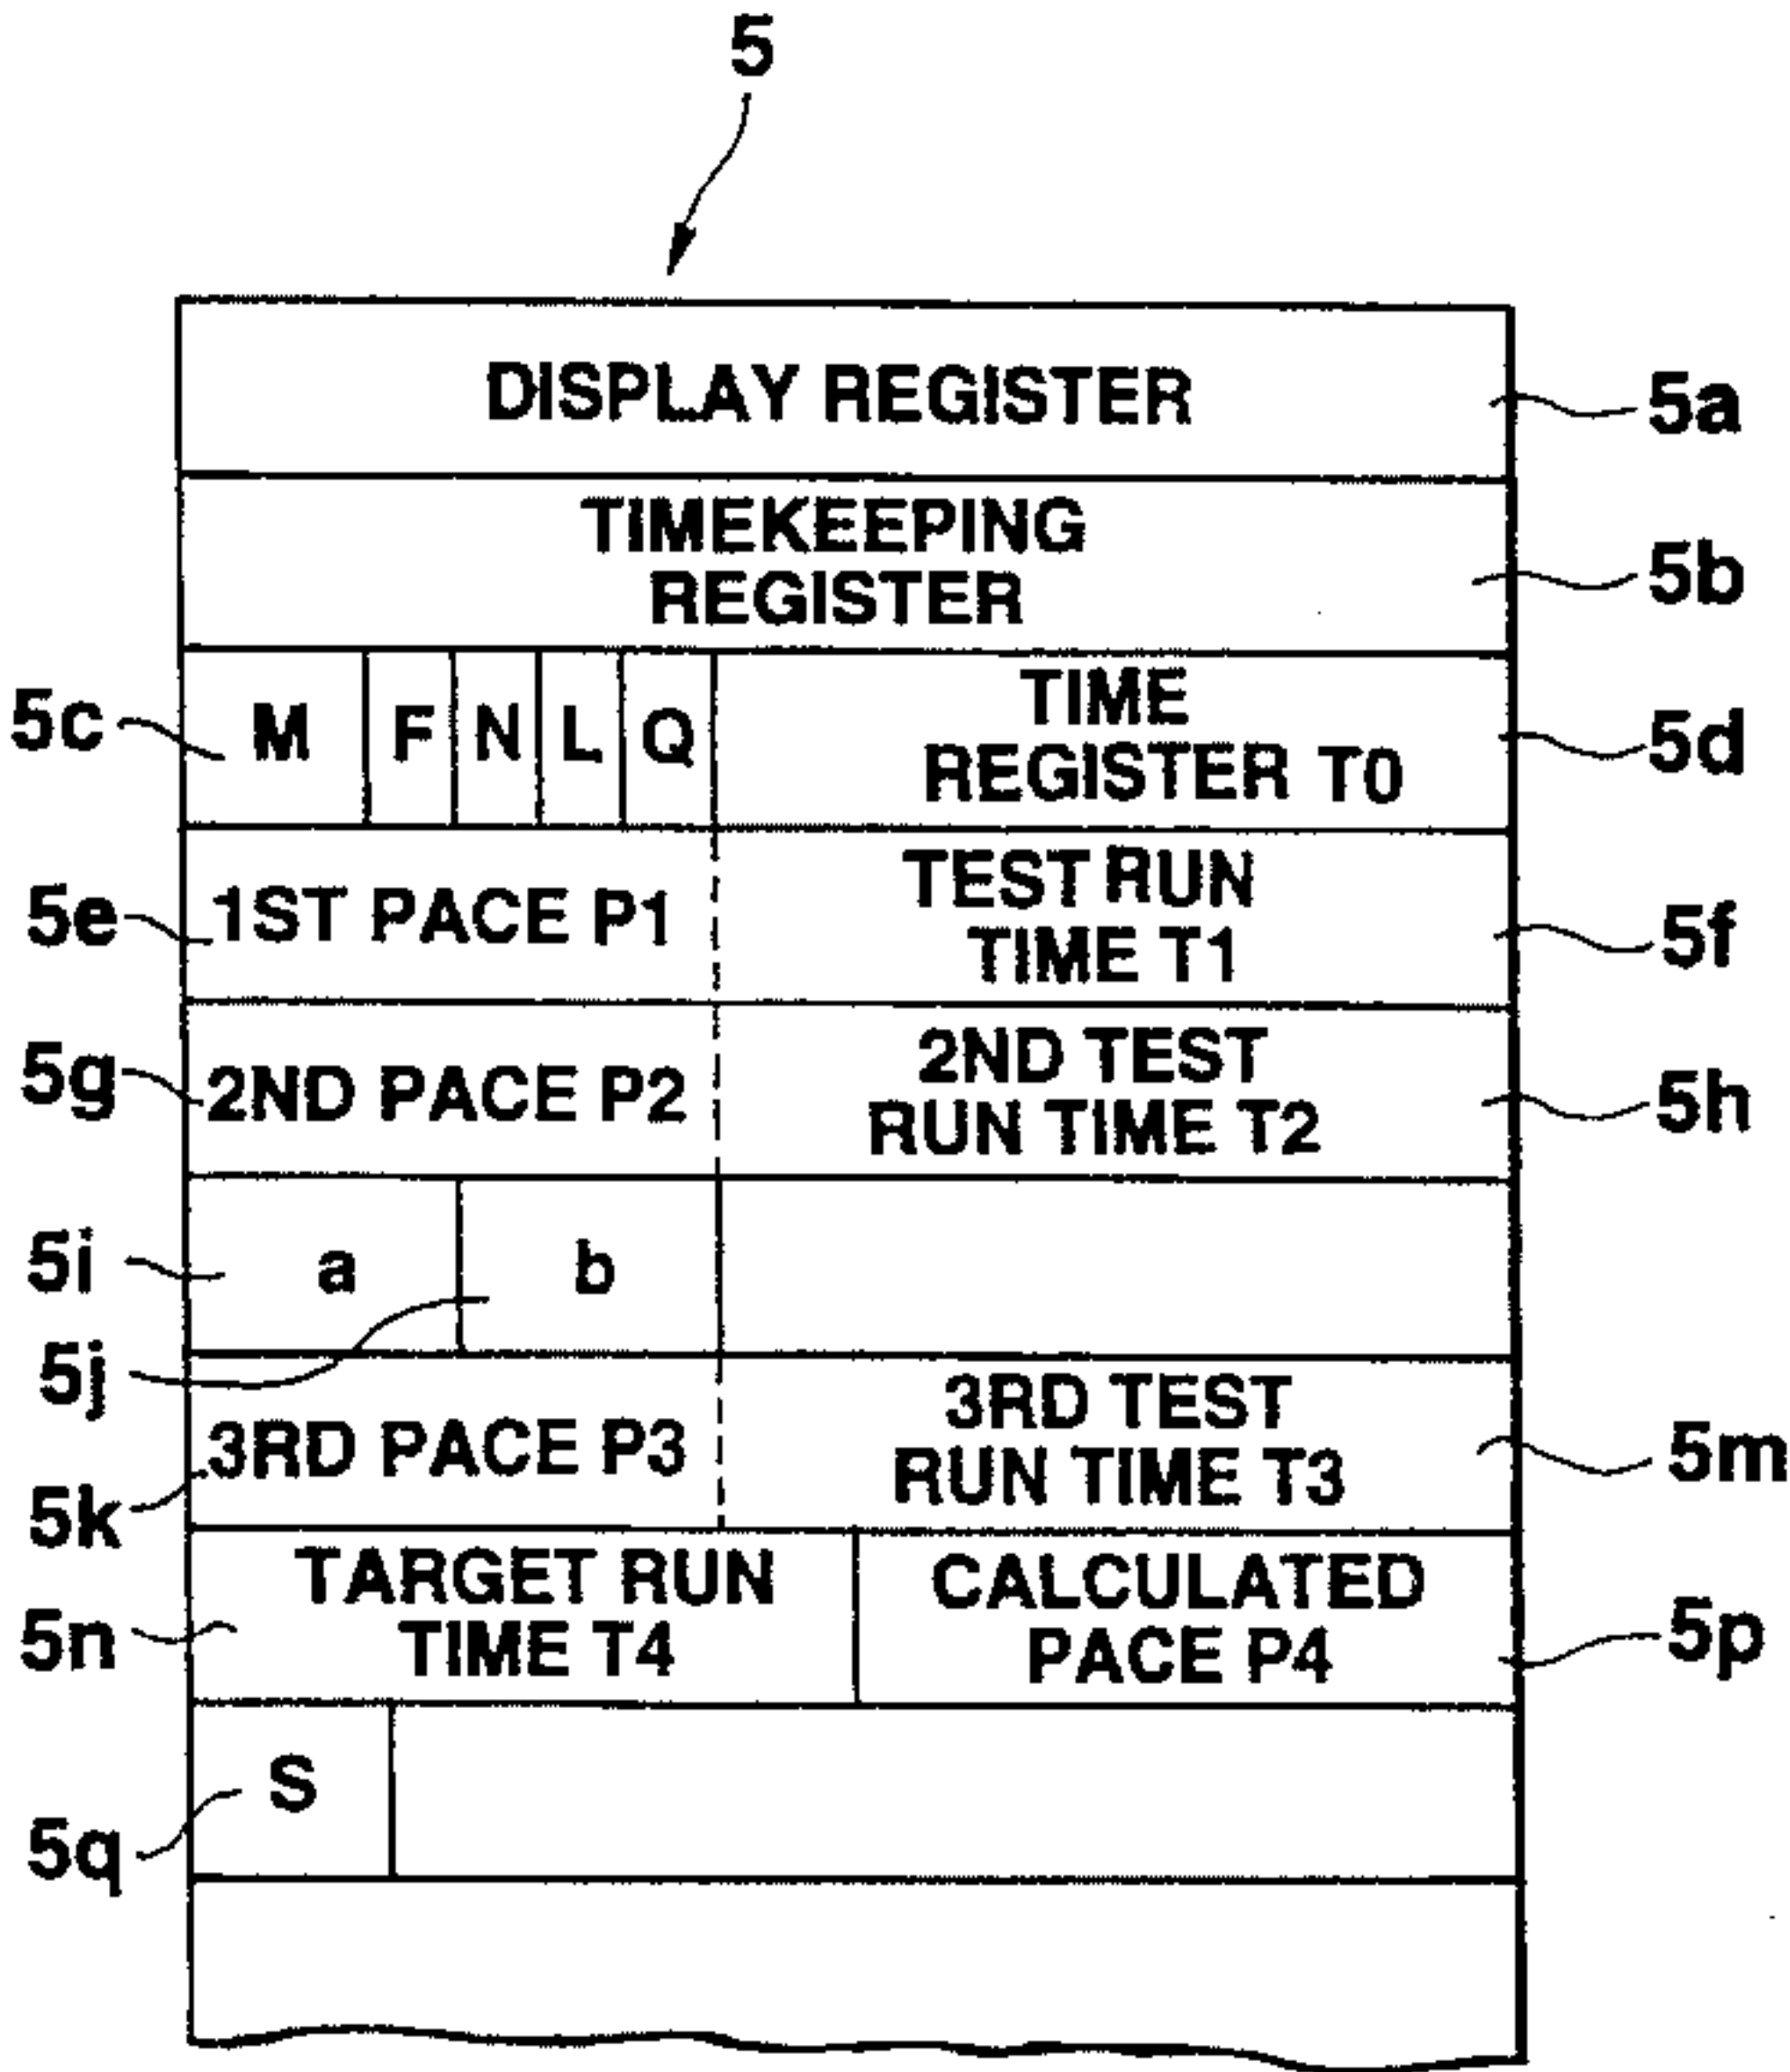 5
DISPLAY REGISTER
5a
TIMEKEEPING
REGISTER
5b
5c
M F N L Q
TIME
REGISTER T0
5d
5e
1ST PACE P1
TEST RUN
TIME T1
5f
5g
2ND PACE P2
2ND TEST
RUN TIME T2
5h
5i
a
b
5j
5k
3RD PACE P3
3RD TEST
RUN TIME T3
5m
5n
TARGET RUN
TIME T4
CALCULATED
PACE P4
5p
5q
S